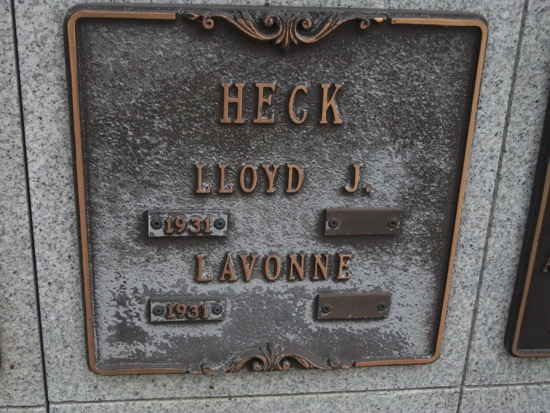 HECK
LLOYD J.
1931
LAVONNE
1931